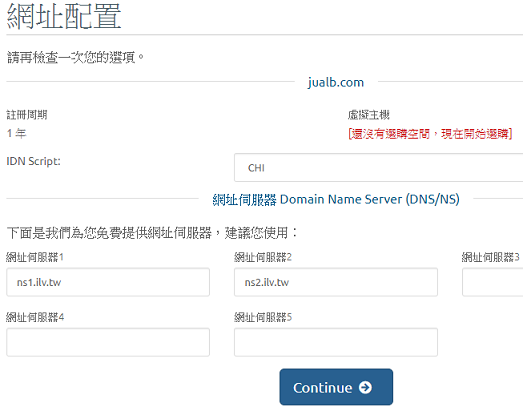 網址配置
請再檢查一次您的選項。
jualb.com
註冊周期
虛擬主機
1 年
[還沒有選購空間，現在開始選購]
IDN Script:
CHI
網址伺服器 Domain Name Server (DNS/NS)
下面是我們為您免費提供網址伺服器，建議您使用：
網址伺服器1
網址伺服器2
網址伺服器3
ns1.ilv.tw
ns2.ilv.tw
網址伺服器4
網址伺服器5
Continue